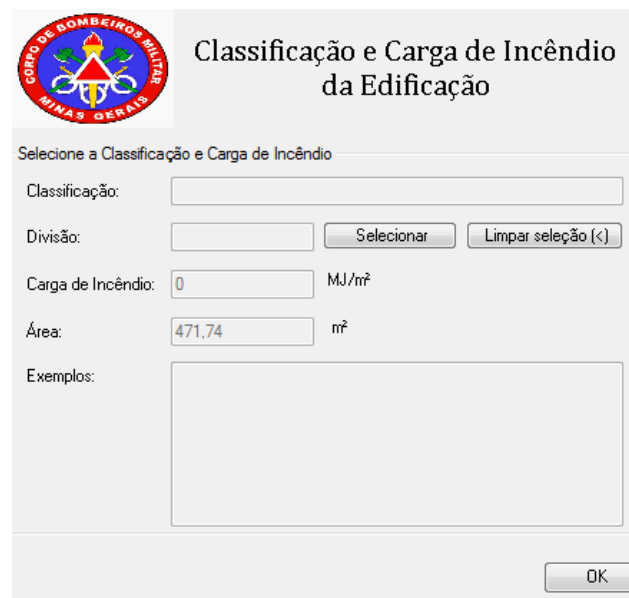 CORPO DE BOMBEIROS MILITAR
MINAS GERAIS
Classificação e Carga de Incêndio
da Edificação
Selecione a Classificação e Carga de Incêndio
Classificação:
Divisão: Selecionar Limpar seleção (<)
Carga de Incêndio: 0 MJ/m²
Área: 471,74 m²
Exemplos:
OK